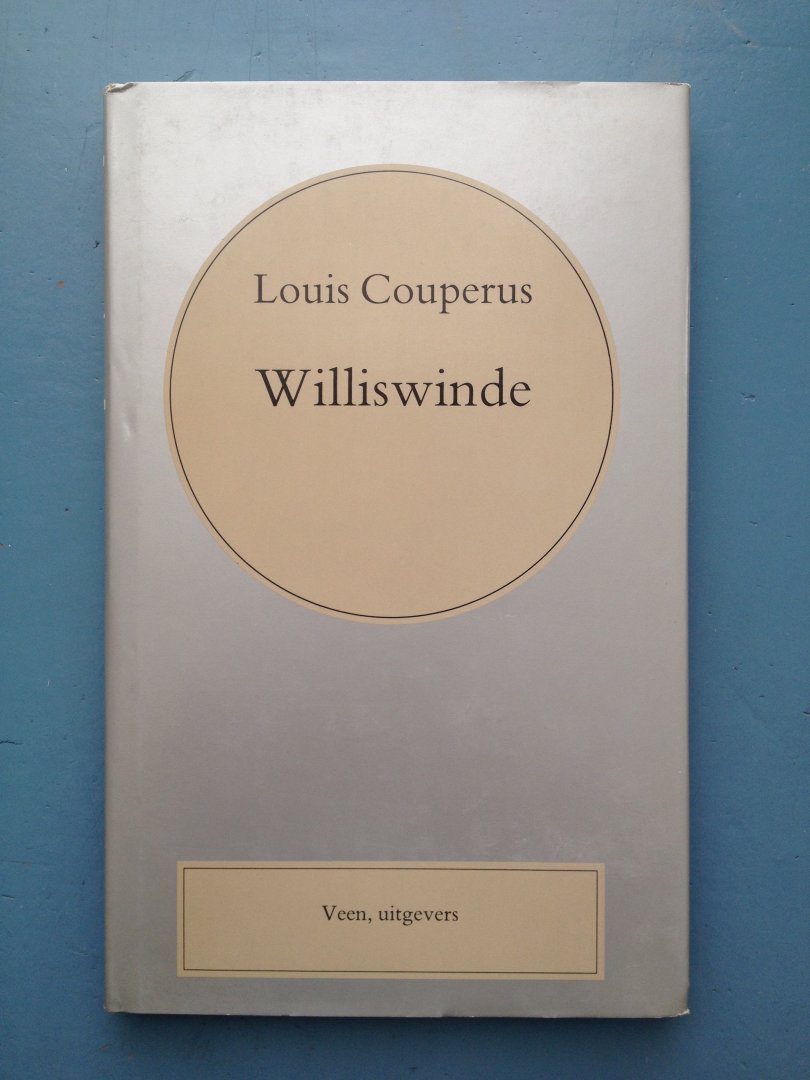 Louis Couperus
Williswinde
Veen, uitgevers